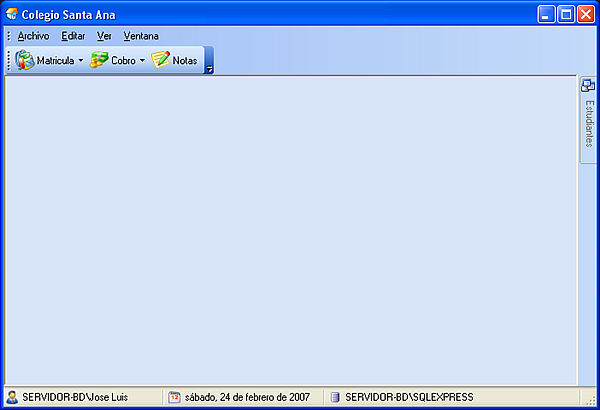 Colegio Santa Ana
Archivo Editar Ver Ventana
Matricula Cobro Notas
Estudiantes
SERVIDOR-BD\Jose Luis 12 sábado, 24 de febrero de 2007 SERVIDOR-BD\SQLEXPRESS